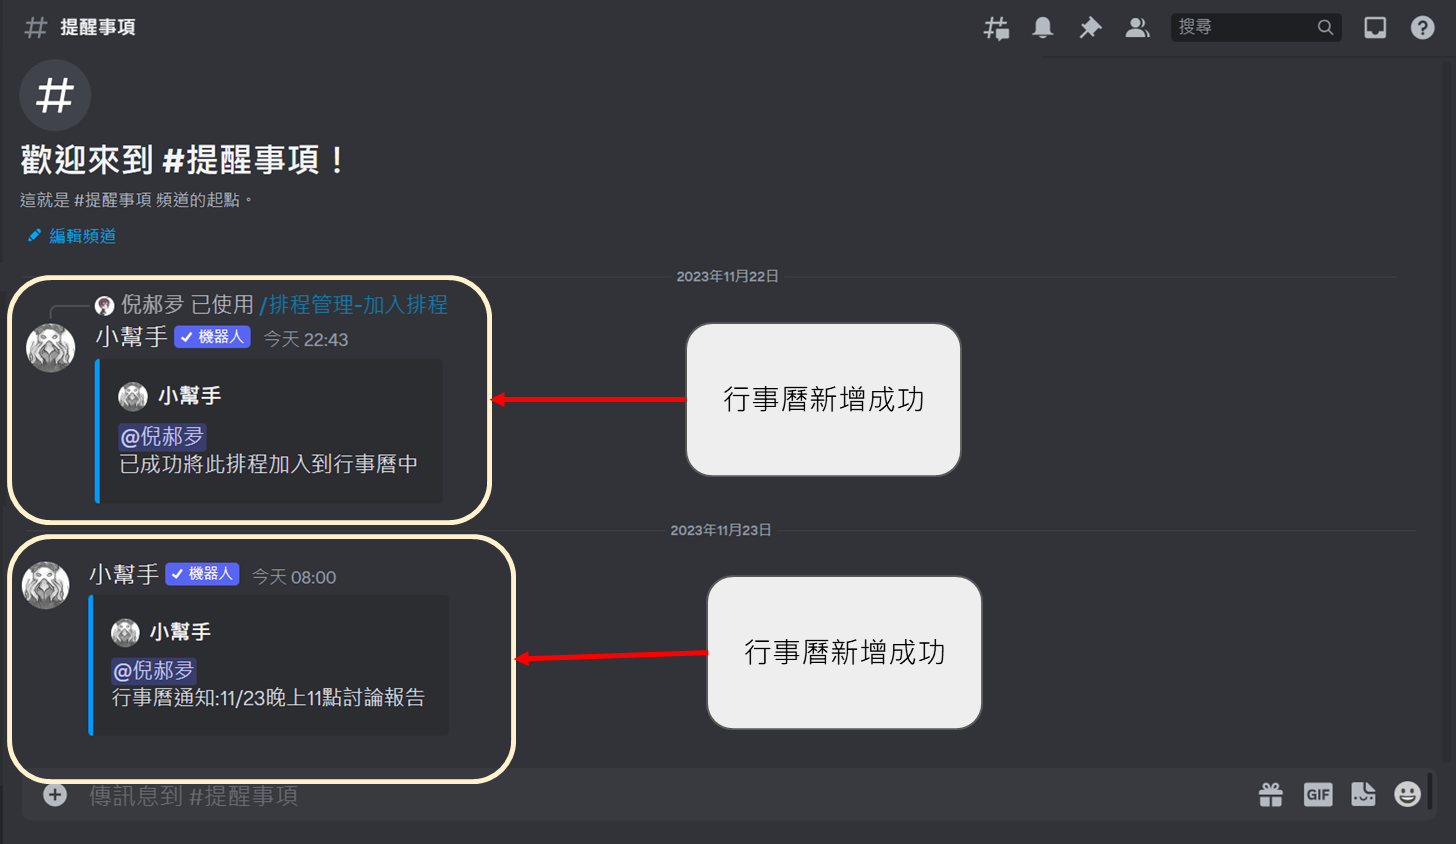 提醒事項
搜尋
歡迎來到 #提醒事項！
這就是 #提醒事項 頻道的起點。
編輯頻道
2023年11月22日
倪郝夛 已使用 /排程管理-加入排程
小幫手 機器人 今天 22:43
小幫手
@倪郝夛
已成功將此排程加入到行事曆中
行事曆新增成功
2023年11月23日
小幫手 機器人 今天 08:00
小幫手
@倪郝夛
行事曆通知:11/23晚上11點討論報告
行事曆新增成功
傳訊息到 #提醒事項
GIF